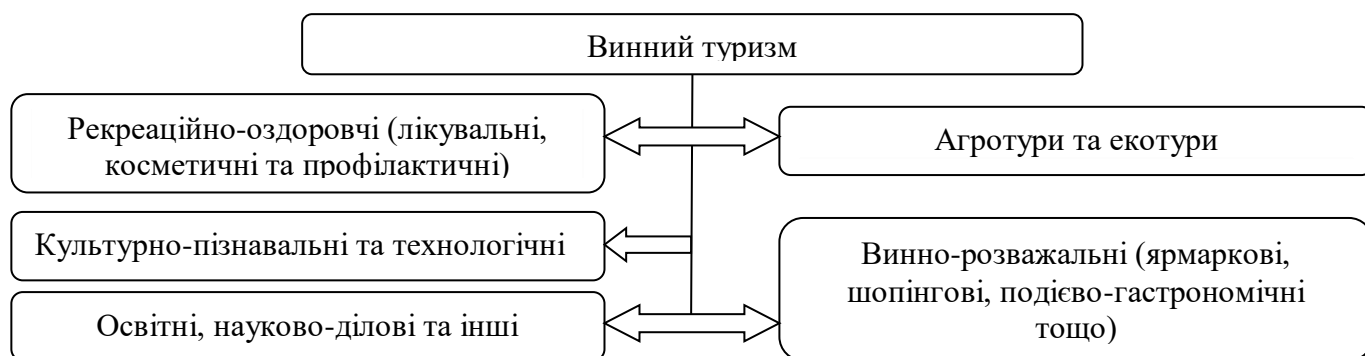 Винний туризм
Рекреаційно-оздоровчі (лікувальні,
косметичні та профілактичні)
Агротури та екотури
Культурно-пізнавальні та технологічні
Винно-розважальні (ярмаркові,
шопінгові, подієво-гастрономічні
тощо)
Освітні, науково-ділові та інші